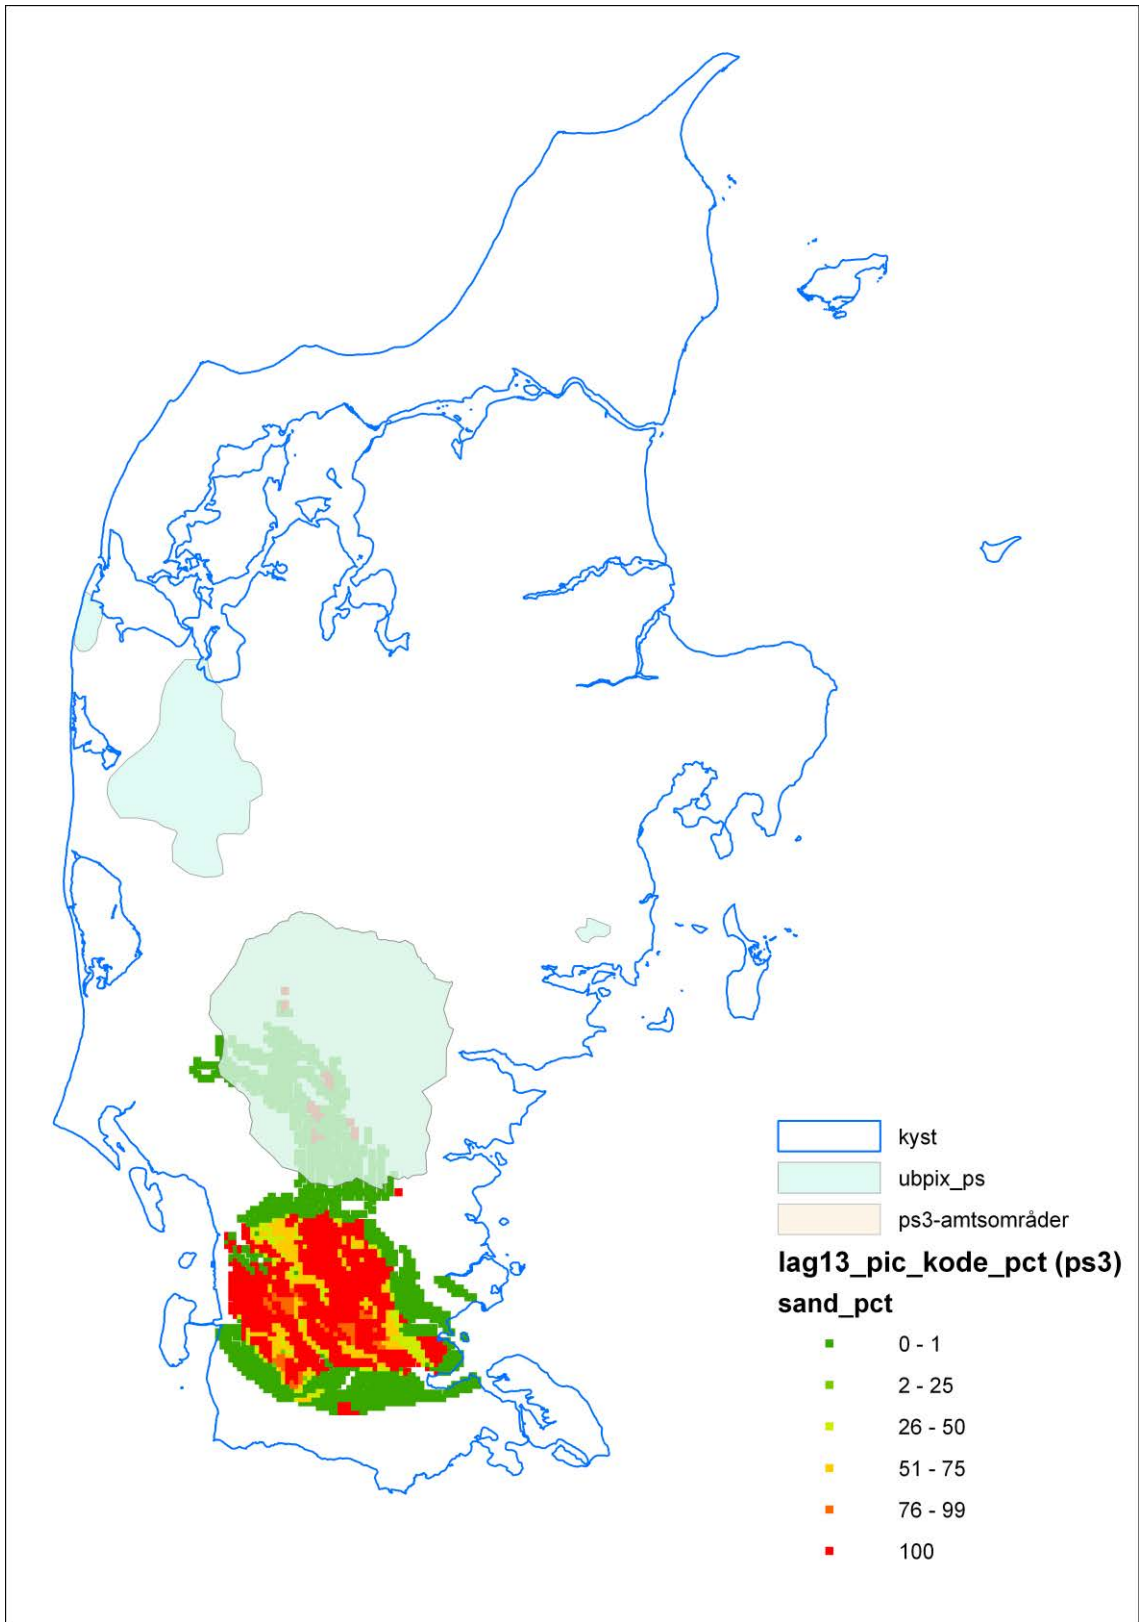 kyst
ubpix_ps
ps3-amtsområder
lag13_pic_kode_pct (ps3)
sand_pct
0 - 1
2 - 25
26 - 50
51 - 75
76 - 99
100